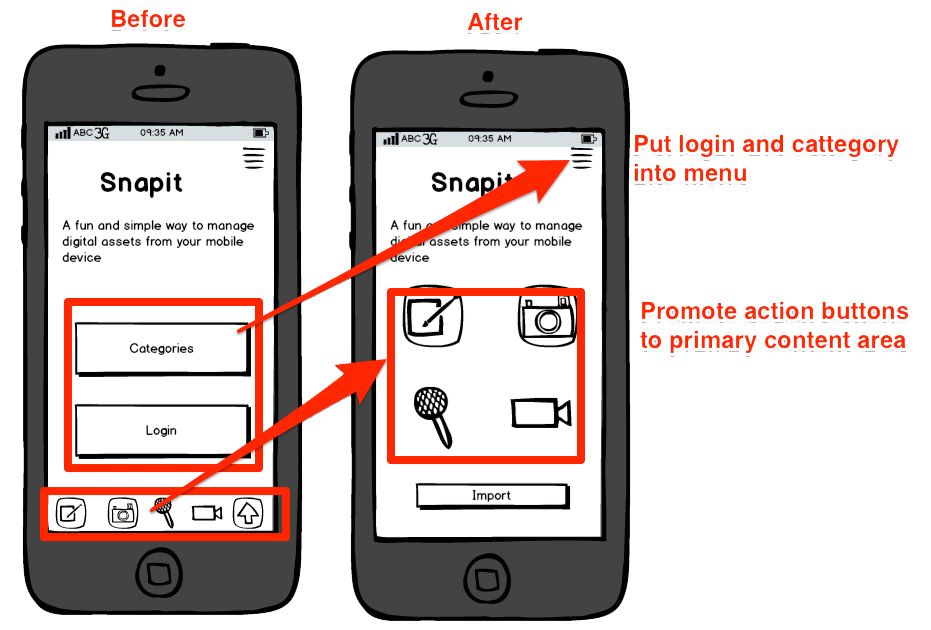 Before
After
ABC 3G 09:35 AM
Snapit
A fun and simple way to manage
digital assets from your mobile
device
Categories
Login
ABC 3G 09:35 AM
Snapit
A fun and simple way to manage
digital assets from your mobile
device
Import
Put login and cattegory
into menu
Promote action buttons
to primary content area